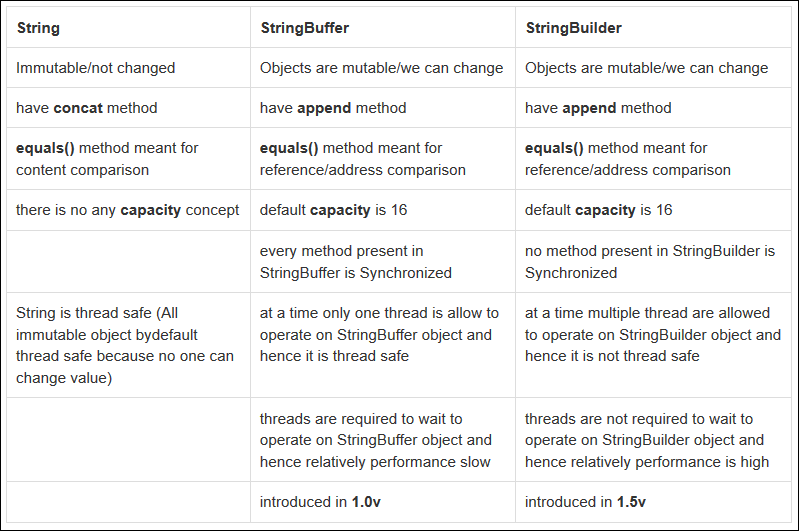 String
StringBuffer
StringBuilder
Immutable/not changed
Objects are mutable/we can change
Objects are mutable/we can change
have concat method
have append method
have append method
equals() method meant for
content comparison
equals() method meant for
reference/address comparison
equals() method meant for
reference/address comparison
there is no any capacity concept
default capacity is 16
default capacity is 16
every method present in
StringBuffer is Synchronized
no method present in StringBuilder is
Synchronized
String is thread safe (All
immutable object bydefault
thread safe because no one can
change value)
at a time only one thread is allow to
operate on StringBuffer object and
hence it is thread safe
at a time multiple thread are allowed
to operate on StringBuilder object and
hence it is not thread safe
threads are required to wait to
operate on StringBuffer object and
hence relatively performance slow
threads are not required to wait to
operate on StringBuilder object and
hence relatively performance is high
introduced in 1.0v
introduced in 1.5v